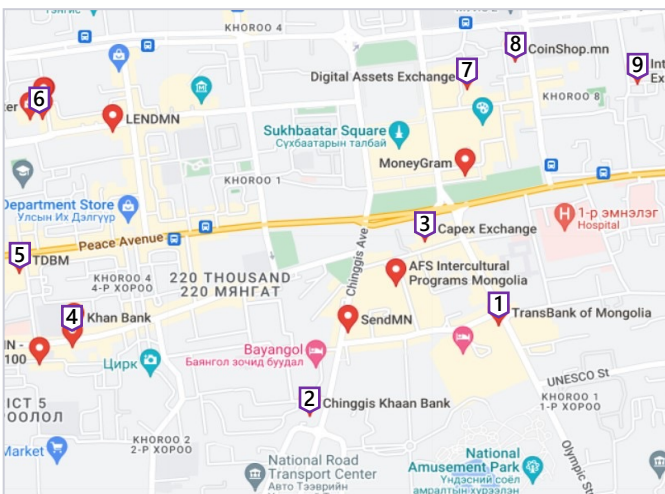 ТЭНГИС
KHOROO 4
8
CoinShop.mn
Digital Assets Exchange
7
9
Int
Ex
KHOROO 8
6
ter
LENDMN
Sukhbaatar Square
Сүхбаатарын талбай
MoneyGram
KHOROO 1
Department Store
Улсын Их Дэлгүүр
1-р эмнэлэг
Hospital
3
Capex Exchange
Peace Avenue
5
TDBM
KHOROO 4
4-Р ХОРОО
220 THOUSAND
220 МЯНГАТ
Chinggis Ave
AFS Intercultural
Programs Mongolia
4
Khan Bank
1
TransBank of Mongolia
SendMN
IN -
100
Цирк
Bayangol
Баянгол зочид буудал
UNESCO St
ICT 5
РООЛОЛ
2
Chinggis Khaan Bank
KHOROO 1
1-Р ХОРОО
Market
KHOROO 2
2-Р ХОРОО
National Road
Transport Center
Авто Тээврийн
National
Amusement Park
Үндэсний соёл
амралтын хүрээлэн
Olympic St